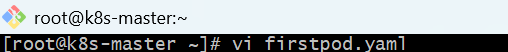 root@k8s-master:~
[root@k8s-master ~]# vi firstpod.yaml